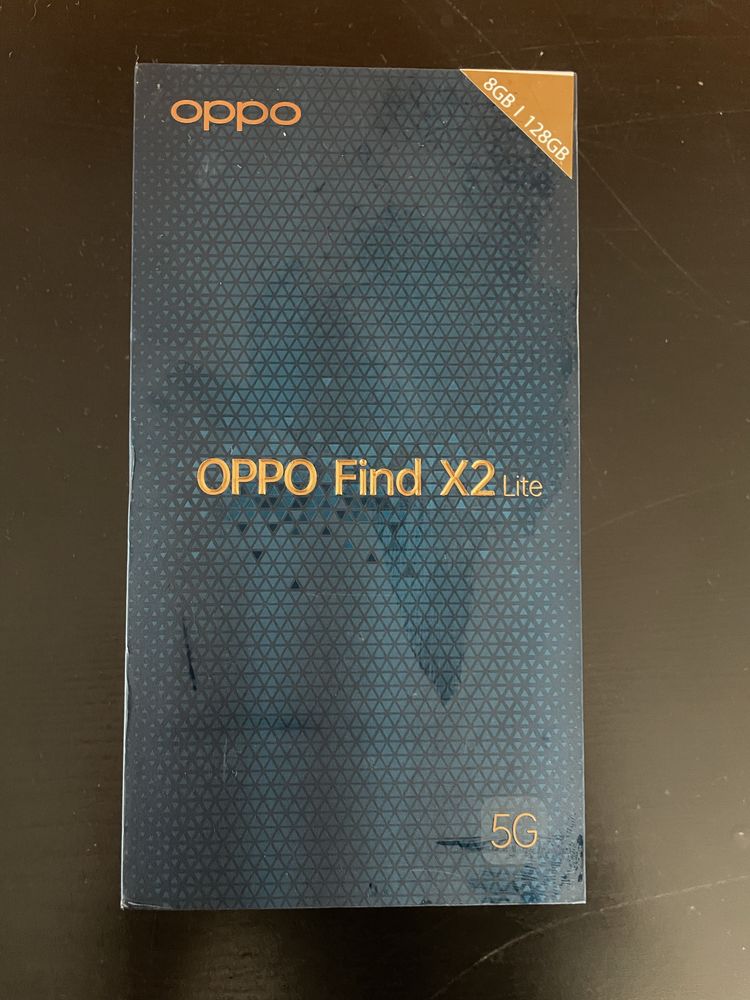 oppo
8GB | 128GB
OPPO Find X2 Lite
5G